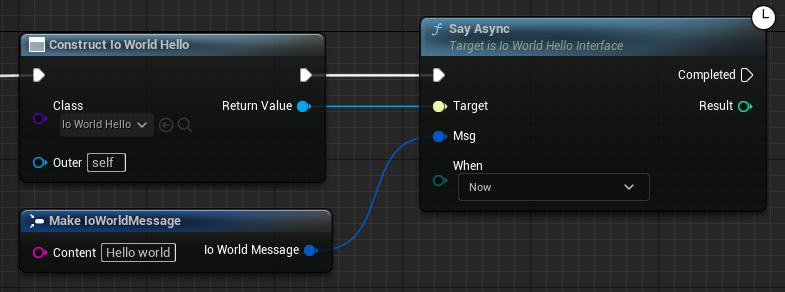 Construct Io World Hello
Class
Return Value
Io World Hello
Outer self
Make IoWorldMessage
Content Hello world
Io World Message
f Say Async
Target is Io World Hello Interface
Completed
Target
Result
Msg
When
Now